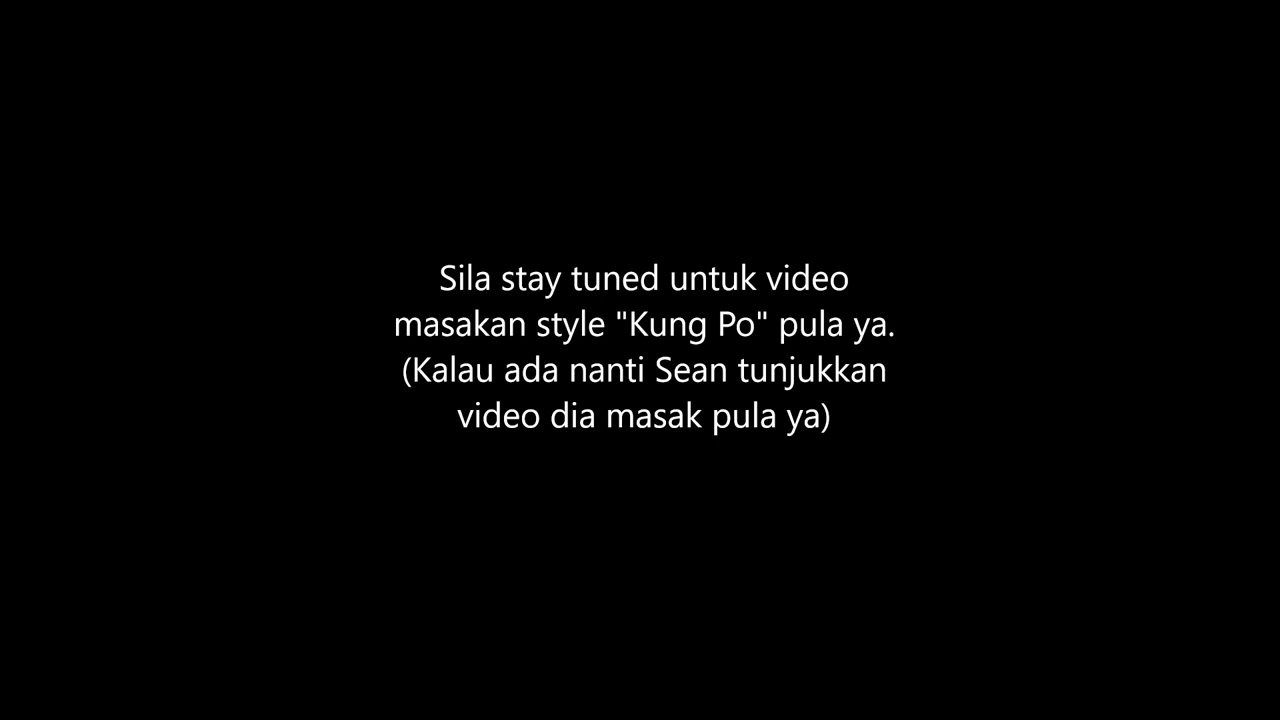 Sila stay tuned untuk video
masakan style "Kung Po" pula ya.
(Kalau ada nanti Sean tunjukkan
video dia masak pula ya)